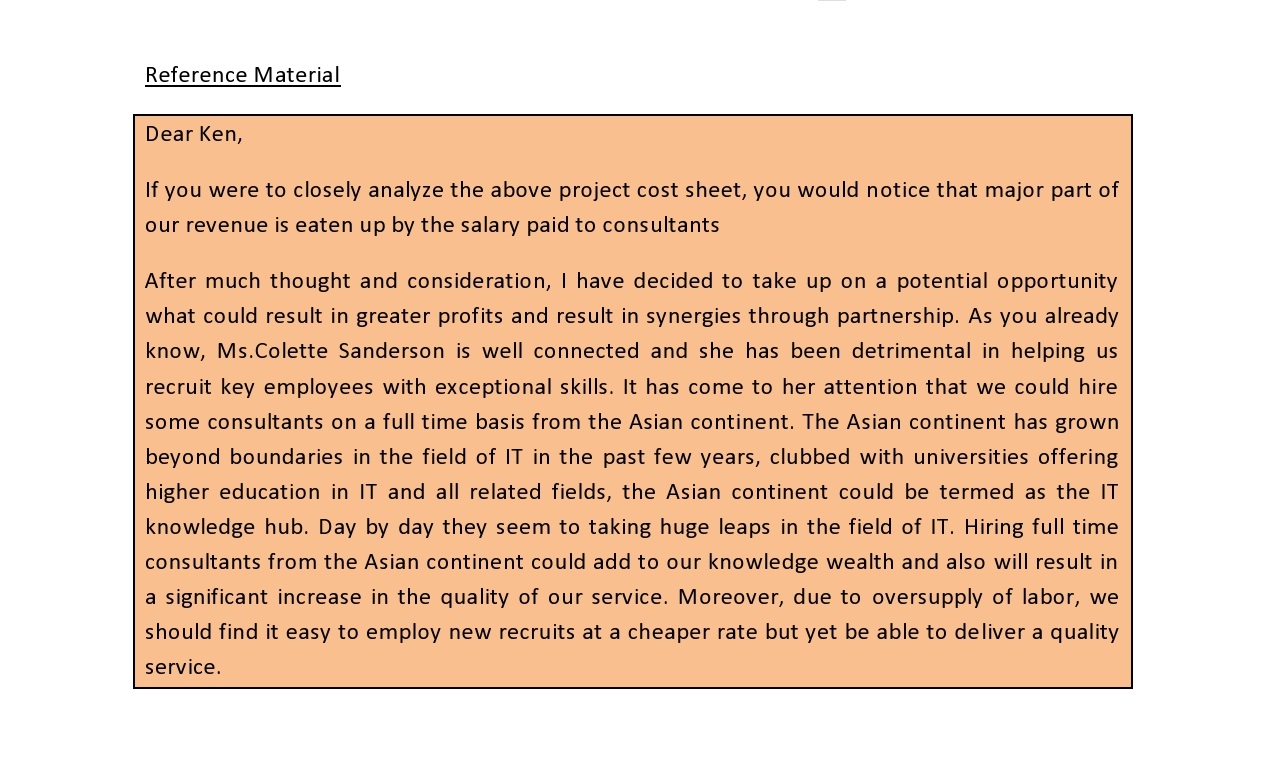 Reference Material
Dear Ken,
If you were to closely analyze the above project cost sheet, you would notice that major part of
our revenue is eaten up by the salary paid to consultants
After much thought and consideration, I have decided to take up on a potential opportunity
what could result in greater profits and result in synergies through partnership. As you already
know, Ms.Colette Sanderson is well connected and she has been detrimental in helping us
recruit key employees with exceptional skills. It has come to her attention that we could hire
some consultants on a full time basis from the Asian continent. The Asian continent has grown
beyond boundaries in the field of IT in the past few years, clubbed with universities offering
higher education in IT and all related fields, the Asian continent could be termed as the IT
knowledge hub. Day by day they seem to taking huge leaps in the field of IT. Hiring full time
consultants from the Asian continent could add to our knowledge wealth and also will result in
a significant increase in the quality of our service. Moreover, due to oversupply of labor, we
should find it easy to employ new recruits at a cheaper rate but yet be able to deliver a quality
service.